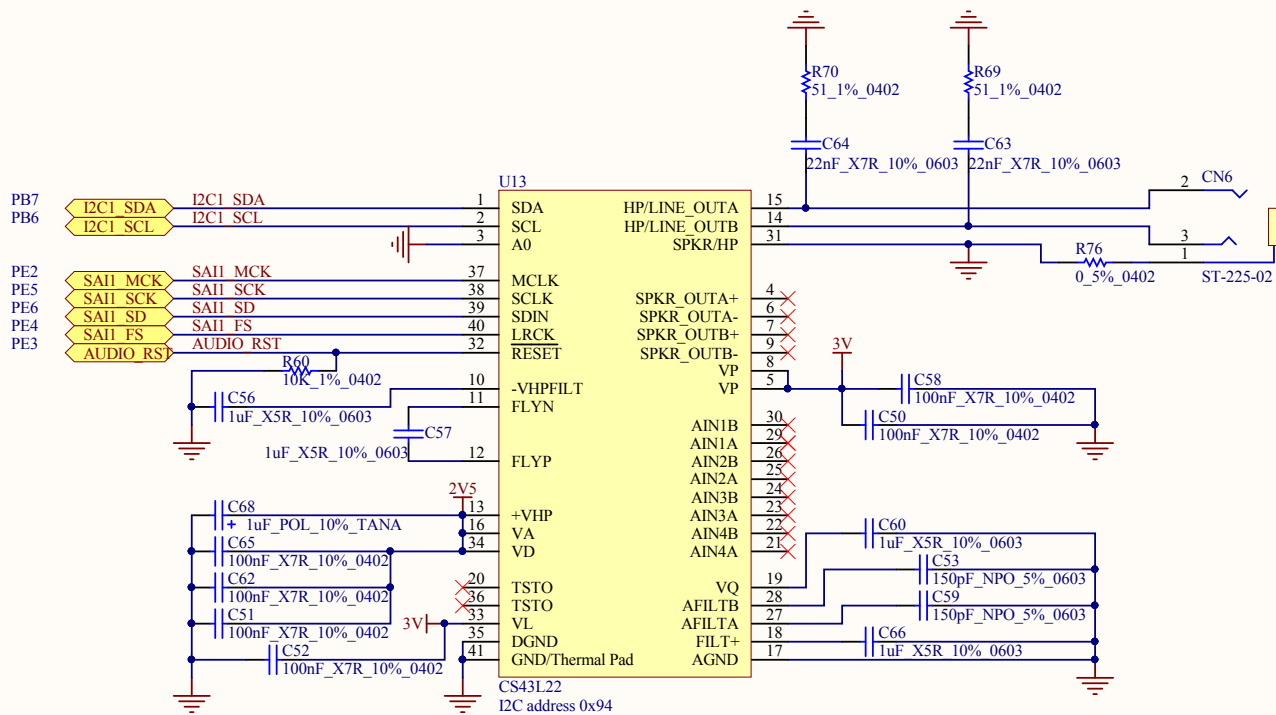 R70
51_1%_0402
R69
51_1%_0402
C64
22nF_X7R_10%_0603
C63
22nF_X7R_10%_0603
U13
CN6
PB7 I2C1_SDA I2C1_SDA 1 SDA HP/LINE_OUTA 15 2
PB6 I2C1_SCL I2C1_SCL 2 SCL HP/LINE_OUTB 14
3 A0 SPKR/HP 31 3
R76 1
0_5%_0402 ST-225-02
PE2 SAI1_MCK SAI1_MCK 37 MCLK
PE5 SAI1_SCK SAI1_SCK 38 SCLK SPKR_OUTA+ 4
PE6 SAI1_SD SAI1_SD 39 SDIN SPKR_OUTA- 6
PE4 SAI1_FS SAI1_FS 40 LRCK SPKR_OUTB+ 7
PE3 AUDIO_RST AUDIO_RST 32 RESET SPKR_OUTB- 9
3V
R60 VP 8
10K_1%_0402
C56 10 -VHPFILT VP 5 C58
1uF_X5R_10%_0603 100nF_X7R_10%_0402
11 FLYN
C50
100nF_X7R_10%_0402
C57 AIN1B 30
1uF_X5R_10%_0603 AIN1A 29
12 FLYP AIN2B 26
AIN2A 25
2V5 AIN3B 24
C68 13 +VHP AIN3A 23
+ 1uF_POL_10%_TANA
16 VA AIN4B 22 C60
1uF_X5R_10%_0603
C65 34 VD AIN4A 21
100nF_X7R_10%_0402
C53
150pF_NPO_5%_0603
C62 20 TSTO VQ 19
100nF_X7R_10%_0402
36 TSTO AFILTB 28 C59
150pF_NPO_5%_0603
C51 3V 33 VL AFILTA 27
100nF_X7R_10%_0402
35 DGND FILT+ 18 C66
1uF_X5R_10%_0603
C52 41 GND/Thermal Pad AGND 17
100nF_X7R_10%_0402
CS43L22
I2C address 0x94